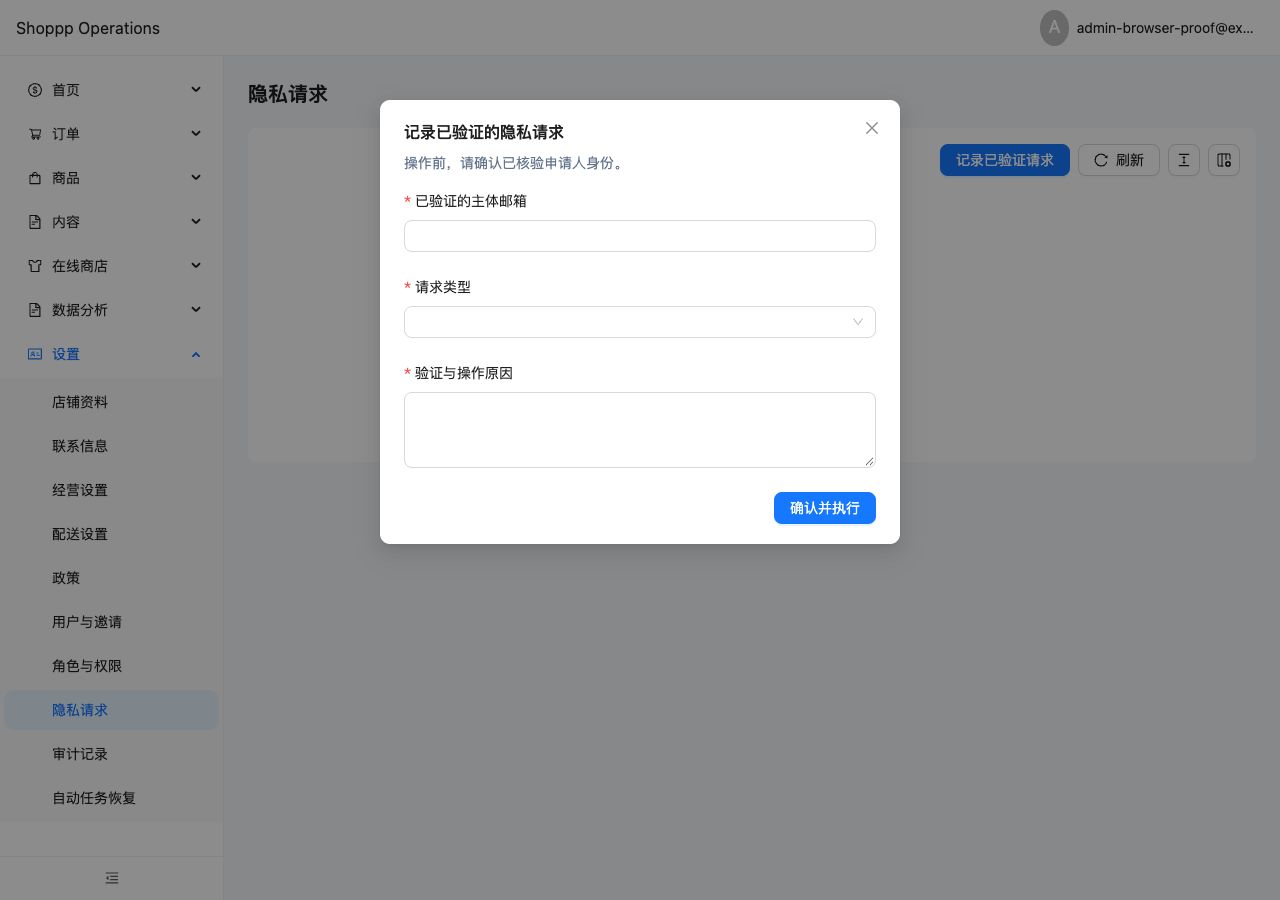 Shoppp Operations
A
admin-browser-proof@ex...
首页
订单
商品
内容
在线商店
数据分析
设置
店铺资料
联系信息
经营设置
配送设置
政策
用户与邀请
角色与权限
隐私请求
审计记录
自动任务恢复
隐私请求
记录已验证请求
刷新
记录已验证的隐私请求
操作前，请确认已核验申请人身份。
* 已验证的主体邮箱
* 请求类型
* 验证与操作原因
确认并执行